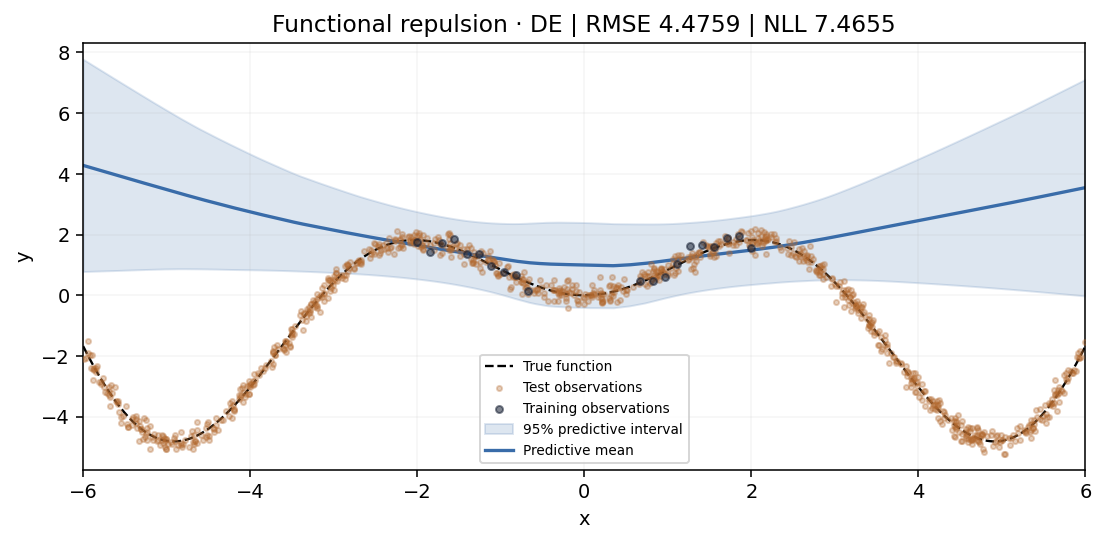 Functional repulsion · DE | RMSE 4.4759 | NLL 7.4655
8
6
4
2
0
−2
−4
y
True function
Test observations
Training observations
95% predictive interval
Predictive mean
−6 −4 −2 0 2 4 6
x